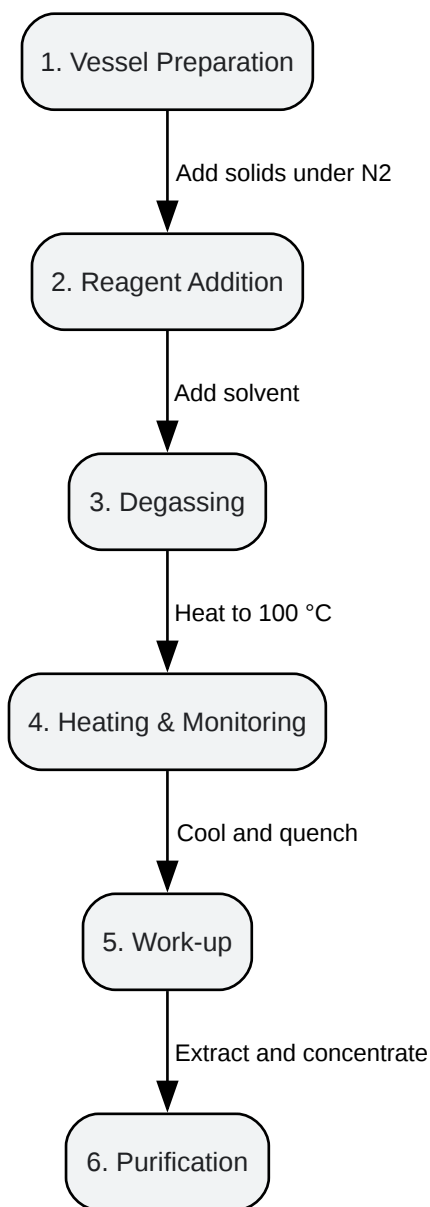 1. Vessel Preparation
Add solids under N2
2. Reagent Addition
Add solvent
3. Degassing
Heat to 100 °C
4. Heating & Monitoring
Cool and quench
5. Work-up
Extract and concentrate
6. Purification